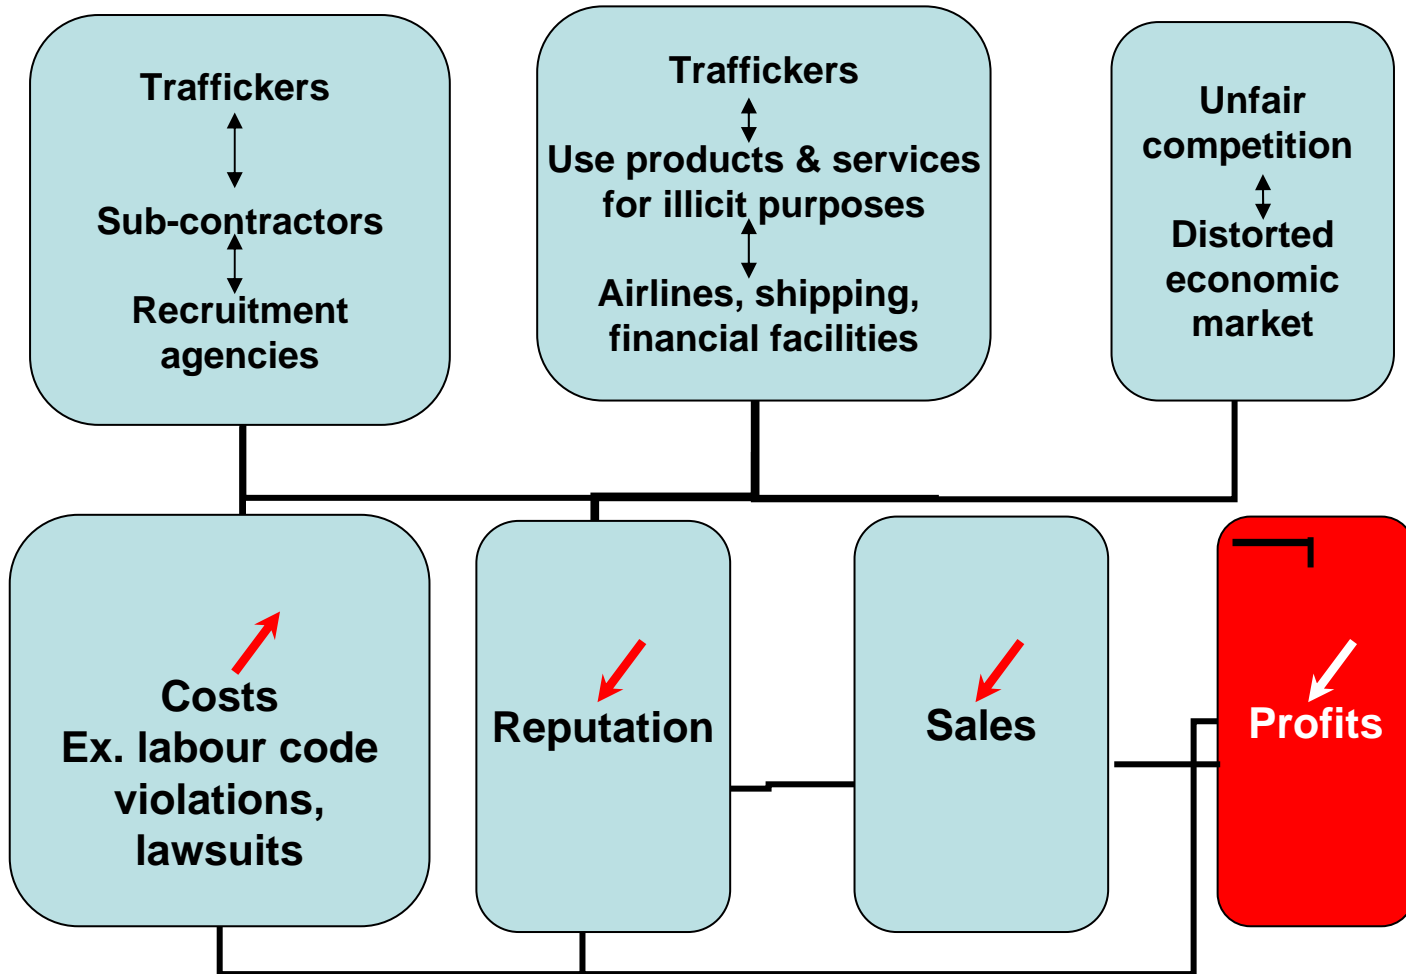 Traffickers
Sub-contractors
Recruitment
agencies
Traffickers
Use products & services
for illicit purposes
Airlines, shipping,
financial facilities
Unfair
competition
Distorted
economic
market
Costs
Ex. labour code
violations,
lawsuits
Reputation
Sales
Profits